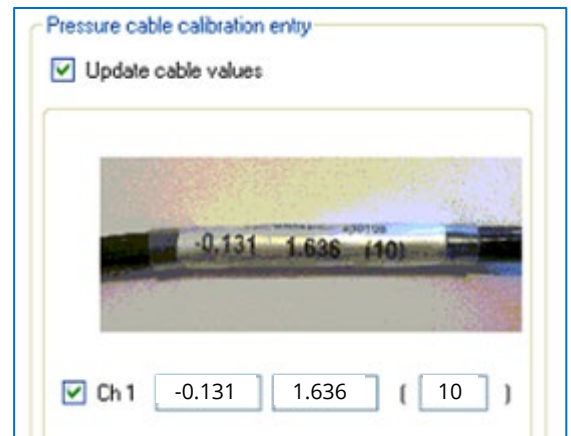 Pressure cable calibration entry
Update cable values
-0.131 1.636 (10)
Ch 1 -0.131 1.636 ( 10 )